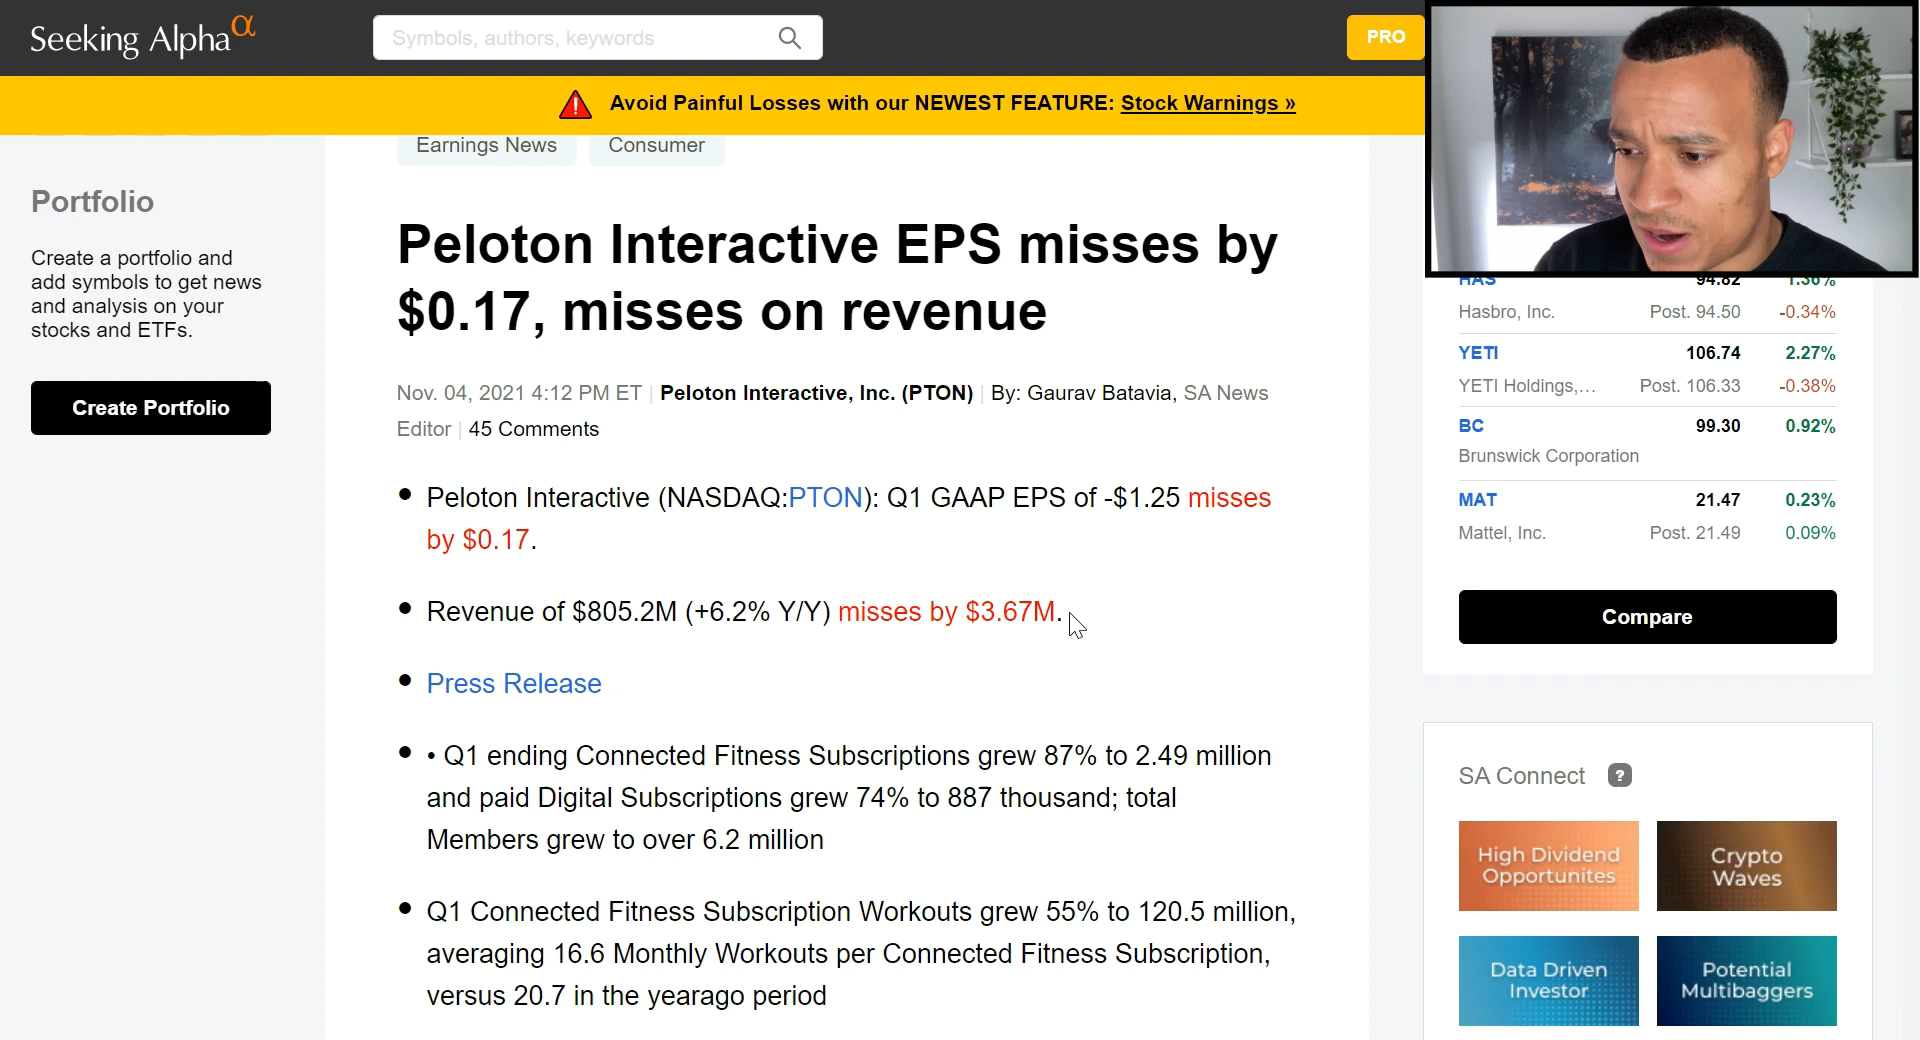 Seeking Alpha α
Symbols, authors, keywords
PRO
Avoid Painful Losses with our NEWEST FEATURE: Stock Warnings »
Earnings News
Consumer
Portfolio
Create a portfolio and
add symbols to get news
and analysis on your
stocks and ETFs.
Create Portfolio
Peloton Interactive EPS misses by
$0.17, misses on revenue
Nov. 04, 2021 4:12 PM ET | Peloton Interactive, Inc. (PTON) | By: Gaurav Batavia, SA News
Editor | 45 Comments
• Peloton Interactive (NASDAQ:PTON): Q1 GAAP EPS of -$1.25 misses
by $0.17.
• Revenue of $805.2M (+6.2% Y/Y) misses by $3.67M.
• Press Release
• • Q1 ending Connected Fitness Subscriptions grew 87% to 2.49 million
and paid Digital Subscriptions grew 74% to 887 thousand; total
Members grew to over 6.2 million
• Q1 Connected Fitness Subscription Workouts grew 55% to 120.5 million,
averaging 16.6 Monthly Workouts per Connected Fitness Subscription,
versus 20.7 in the yearago period
HAS 94.82 1.36%
Hasbro, Inc. Post. 94.50 -0.34%
YETI 106.74 2.27%
YETI Holdings,... Post. 106.33 -0.38%
BC 99.30 0.92%
Brunswick Corporation
MAT 21.47 0.23%
Mattel, Inc. Post. 21.49 0.09%
Compare
SA Connect ?
High Dividend
Opportunites
Crypto
Waves
Data Driven
Investor
Potential
Multibaggers